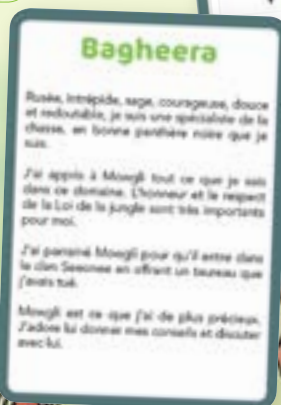 Bagheera
Rusée, intrépide, sage, courageuse, douce
et redoutable, je suis une spécialiste de la
chasse, en bonne panthère noire que je
suis.
J'ai appris à Mowgli tout ce que je sais
dans ce domaine. L'honneur et le respect
de la Loi de la jungle sont très importants
pour moi.
J'ai parrainé Mowgli pour qu'il entre dans
le clan Seeonee en offrant un taureau que
j'avais tué.
Mowgli est ce que j'ai de plus précieux.
J'adore lui donner mes conseils et discuter
avec lui.